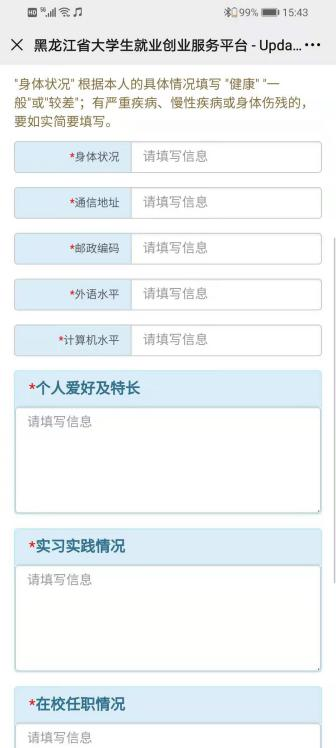 HD 5G 99% 15:43
黑龙江省大学生就业创业服务平台 - Upda...
"身体状况" 根据本人的具体情况填写 "健康" "一
般"或"较差"；有严重疾病、慢性疾病或身体伤残的，
要如实简要填写。
*身体状况 请填写信息
*通信地址 请填写信息
*邮政编码 请填写信息
*外语水平 请填写信息
*计算机水平 请填写信息
*个人爱好及特长
请填写信息
*实习实践情况
请填写信息
*在校任职情况
请填写信息